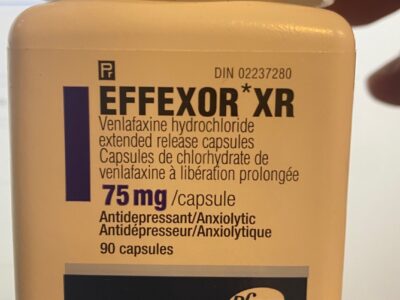 Pr DIN 02237280
EFFEXOR*XR
Venlafaxine hydrochloride
extended release capsules
Capsules de chlorhydrate de
venlafaxine à libération prolongée
75 mg /capsule
Antidepressant/Anxiolytic
Antidépresseur/Anxiolytique
90 capsules